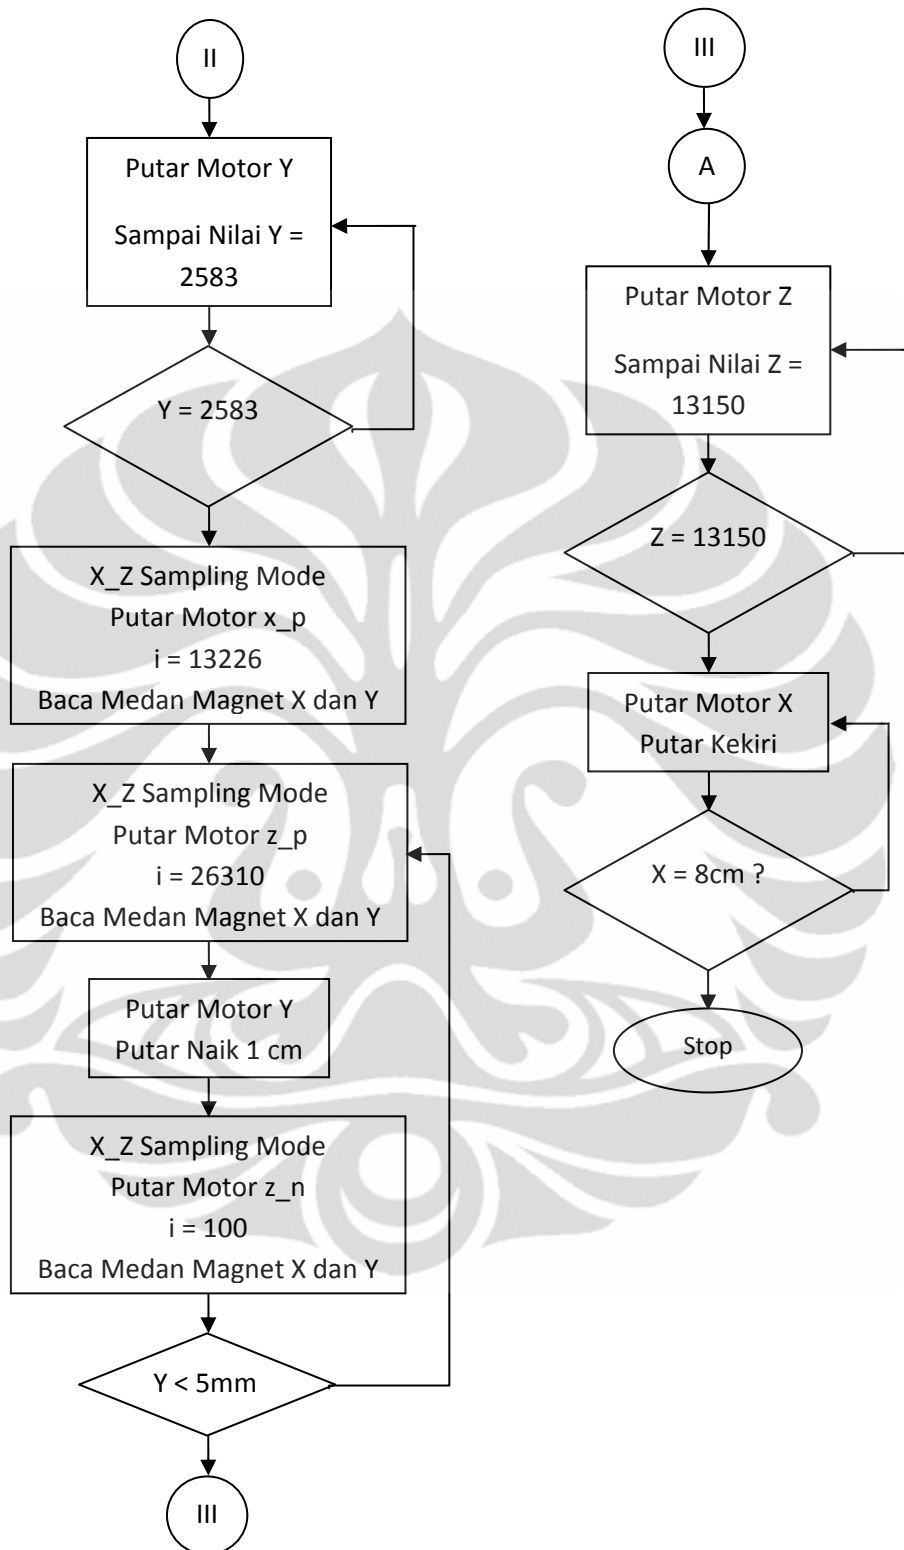 II
Putar Motor Y
Sampai Nilai Y =
2583
Y = 2583
X_Z Sampling Mode
Putar Motor x_p
i = 13226
Baca Medan Magnet X dan Y
X_Z Sampling Mode
Putar Motor z_p
i = 26310
Baca Medan Magnet X dan Y
Putar Motor Y
Putar Naik 1 cm
X_Z Sampling Mode
Putar Motor z_n
i = 100
Baca Medan Magnet X dan Y
Y < 5mm
III
III
A
Putar Motor Z
Sampai Nilai Z =
13150
Z = 13150
Putar Motor X
Putar Kekiri
X = 8cm ?
Stop